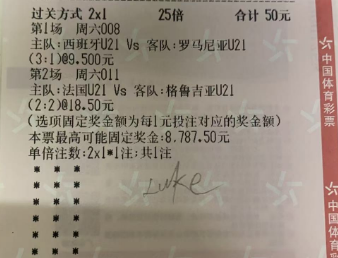 过关方式 2x1 25倍 合计 50元
第1场 周六008
主队:西班牙U21 Vs 客队:罗马尼亚U21
(3:1)@9.500元
第2场 周六011
主队:法国U21 Vs 客队:格鲁吉亚U21
(2:2)@18.50元
(选项固定奖金额为每1元投注对应的奖金额)
本票最高可能固定奖金:8,787.50元
单倍注数:2x1*1注;共1注
Luke
* * *
* * *
* * *
* * *
* * *
中国体育彩票
中国体育